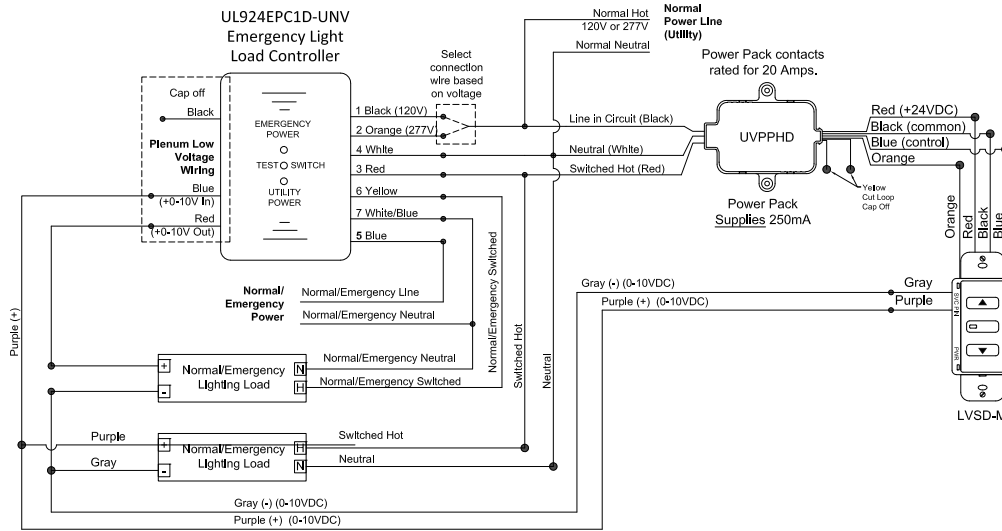 UL924EPC1D-UNV
Emergency Light
Load Controller
Cap off
Black
Plenum Low
Voltage
Wiring
Blue
(+0-10V In)
Red
(+0-10V Out)
EMERGENCY
POWER
TEST SWITCH
UTILITY
POWER
1 Black (120V)
2 Orange (277V)
4 White
3 Red
6 Yellow
7 White/Blue
5 Blue
Select
connection
wire based
on voltage
Normal Hot
120V or 277V
Normal
Power Line
(Utility)
Normal Neutral
Line in Circuit (Black)
Neutral (White)
Switched Hot (Red)
Power Pack contacts
rated for 20 Amps.
UVPPHD
Power Pack
Supplies 250mA
Red (+24VDC)
Black (common)
Blue (control)
Orange
Yellow
Cut Loop
Cap Off
Orange
Red
Black
Blue
Normal/
Emergency
Power
Normal/Emergency Line
Normal/Emergency Neutral
Normal/Emergency Switched
Switched Hot
Neutral
Gray (-) (0-10VDC)
Purple (+) (0-10VDC)
Gray
Purple
SVC PIN
PWR
LVSD-M
Purple (+)
+
-
Normal/Emergency
Lighting Load
N
H
Normal/Emergency Neutral
Normal/Emergency Switched
Purple
Gray
+
-
Normal/Emergency
Lighting Load
H
N
Switched Hot
Neutral
Gray (-) (0-10VDC)
Purple (+) (0-10VDC)